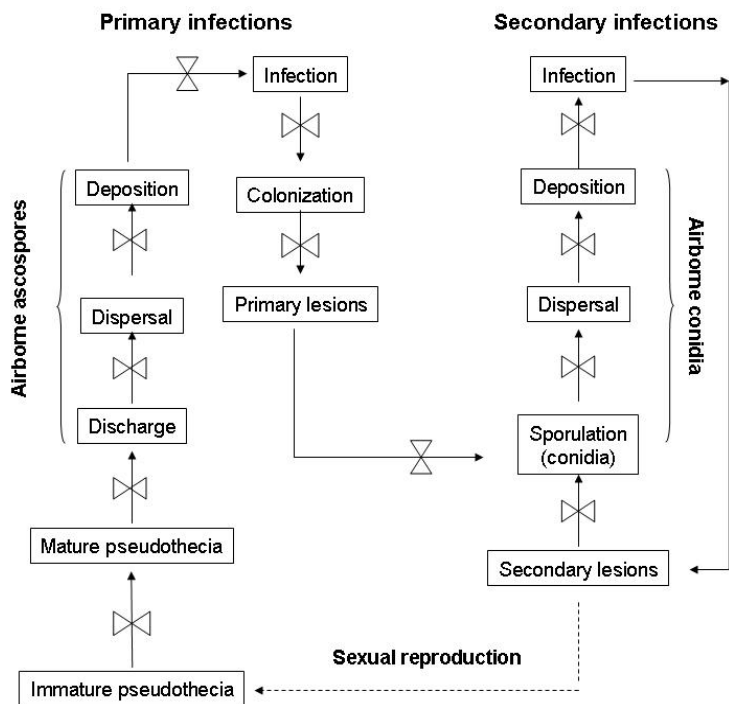 Primary infections
Secondary infections
Infection
Infection
Deposition
Colonization
Deposition
Airborne ascospores
Airborne conidia
Primary lesions
Dispersal
Dispersal
Discharge
Sporulation
(conidia)
Mature pseudothecia
Secondary lesions
Sexual reproduction
Immature pseudothecia